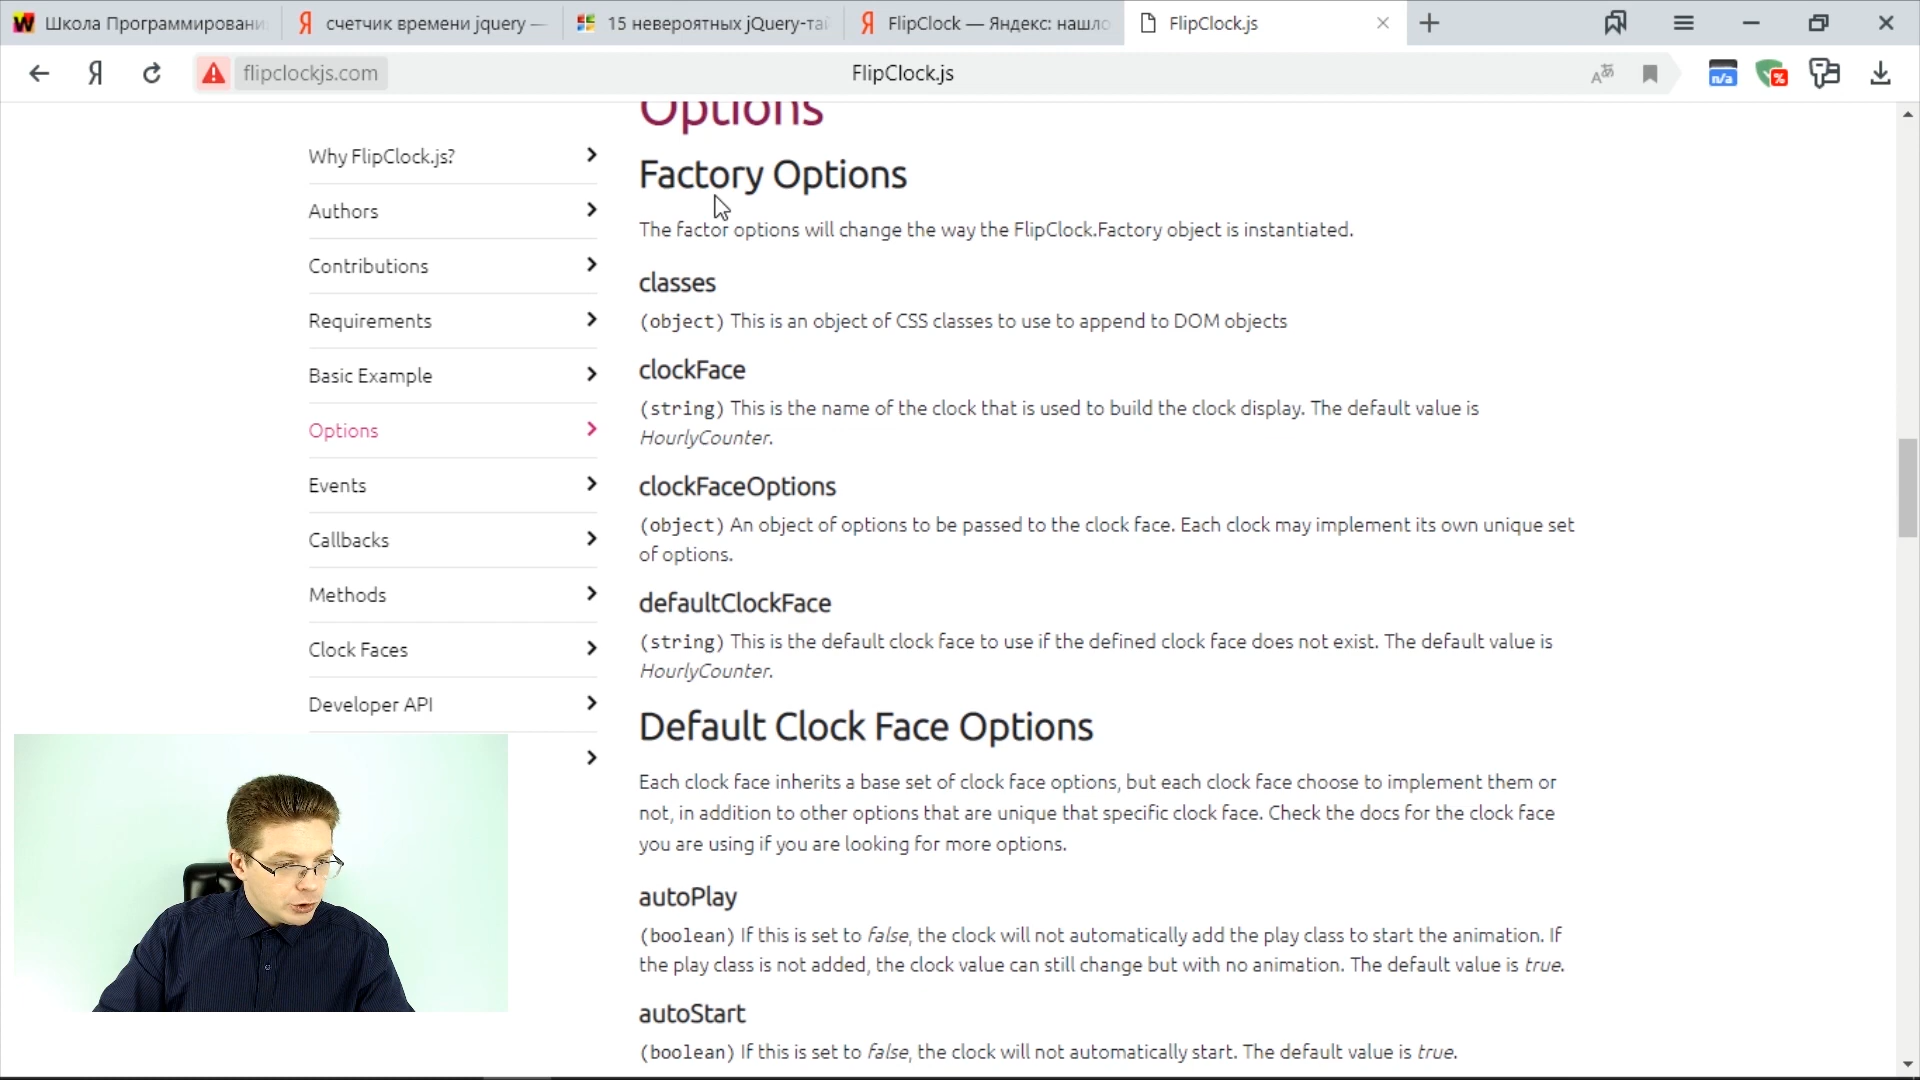 Школа Программировани
счетчик времени jquery —
15 невероятных jQuery-тай
FlipClock — Яндекс: нашло
FlipClock.js
flipclockjs.com
FlipClock.js
n/a
%
Options
Why FlipClock.js?
Authors
Contributions
Requirements
Basic Example
Options
Events
Callbacks
Methods
Clock Faces
Developer API
Factory Options
The factor options will change the way the FlipClock.Factory object is instantiated.
classes
(object) This is an object of CSS classes to use to append to DOM objects
clockFace
(string) This is the name of the clock that is used to build the clock display. The default value is
HourlyCounter.
clockFaceOptions
(object) An object of options to be passed to the clock face. Each clock may implement its own unique set
of options.
defaultClockFace
(string) This is the default clock face to use if the defined clock face does not exist. The default value is
HourlyCounter.
Default Clock Face Options
Each clock face inherits a base set of clock face options, but each clock face choose to implement them or
not, in addition to other options that are unique that specific clock face. Check the docs for the clock face
you are using if you are looking for more options.
autoPlay
(boolean) If this is set to false, the clock will not automatically add the play class to start the animation. If
the play class is not added, the clock value can still change but with no animation. The default value is true.
autoStart
(boolean) If this is set to false, the clock will not automatically start. The default value is true.